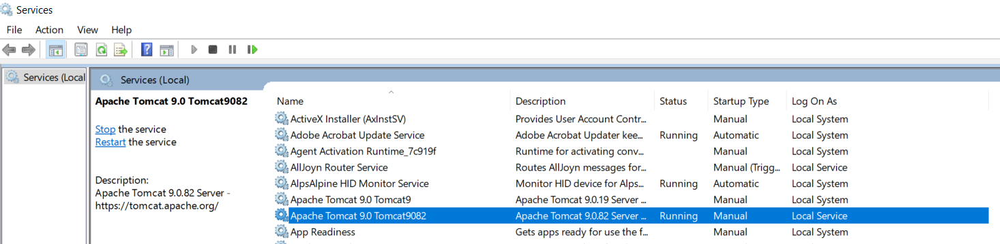 Services
File Action View Help
Services (Local
Services (Local)
Apache Tomcat 9.0 Tomcat9082
Stop the service
Restart the service
Description:
Apache Tomcat 9.0.82 Server -
https://tomcat.apache.org/
Name Description Status Startup Type Log On As
ActiveX Installer (AxInstSV) Provides User Account Contr... Manual Local System
Adobe Acrobat Update Service Adobe Acrobat Updater kee... Running Automatic Local System
Agent Activation Runtime_7c919f Runtime for activating conv... Manual Local System
AllJoyn Router Service Routes AllJoyn messages for... Manual (Trigg... Local Service
AlpsAlpine HID Monitor Service Monitor HID device for Alps... Running Automatic Local System
Apache Tomcat 9.0 Tomcat9 Apache Tomcat 9.0.19 Server ... Manual Local System
Apache Tomcat 9.0 Tomcat9082 Apache Tomcat 9.0.82 Server ... Running Manual Local Service
App Readiness Gets apps ready for use the f... Manual Local System